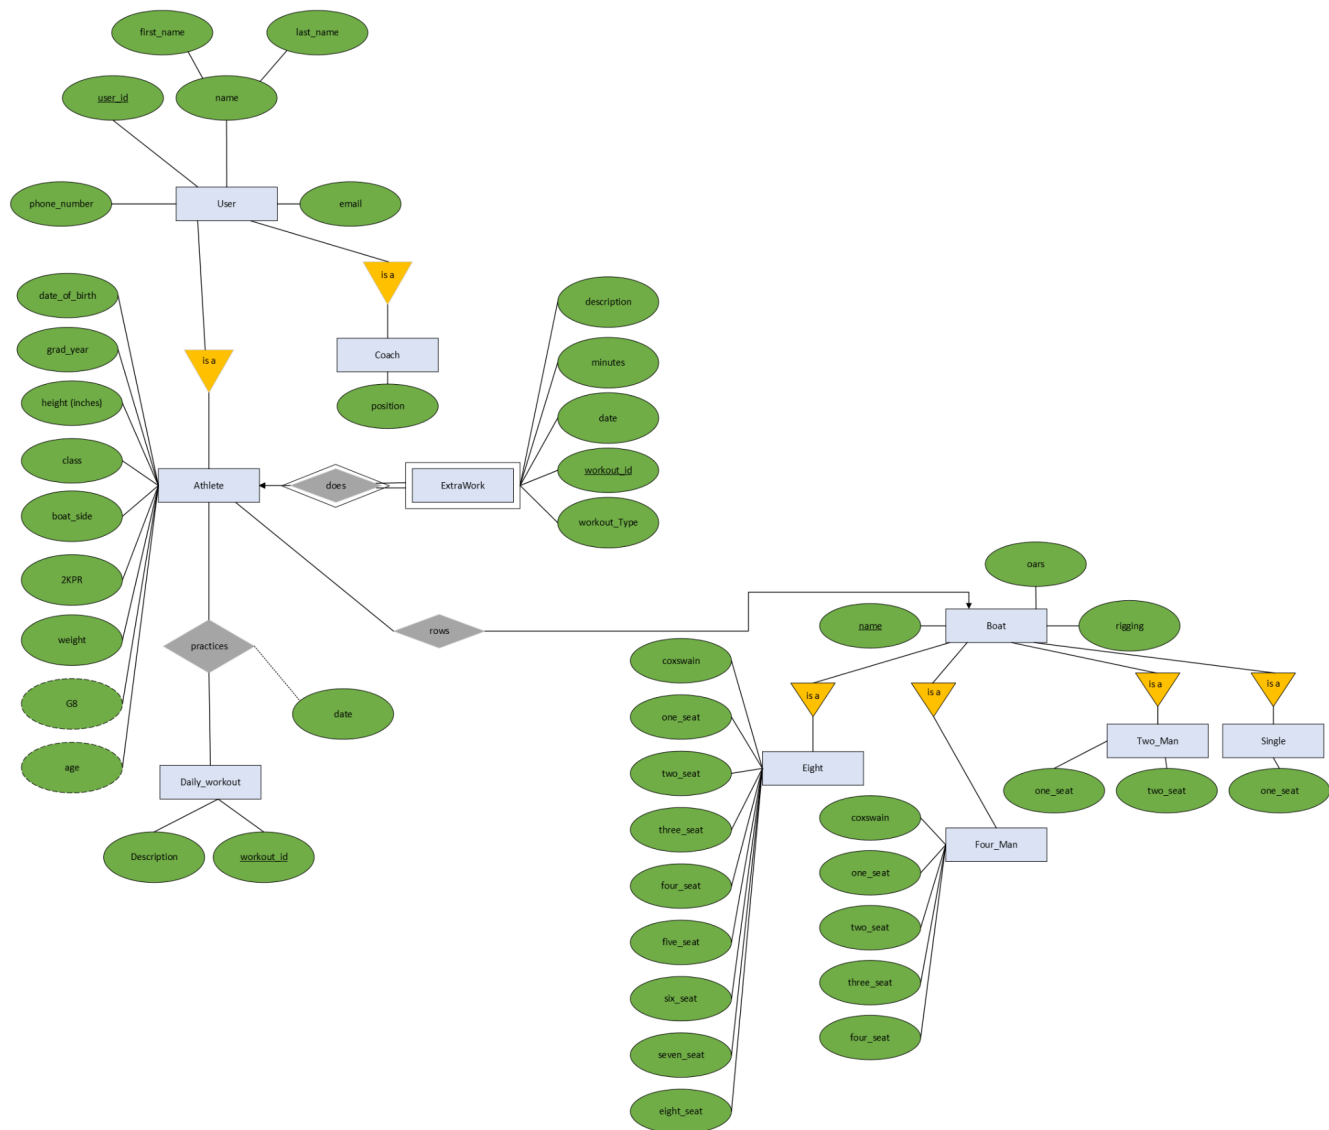 first_name
last_name
user_id
name
phone_number
User
email
is a
date_of_birth
description
grad_year
is a
Coach
minutes
height (inches)
position
date
class
workout_id
Athlete
does
ExtraWork
boat_side
workout_Type
2KPR
oars
weight
practices
rows
name
Boat
rigging
coxswain
G8
date
one_seat
is a
is a
is a
is a
age
Daily_workout
two_seat
Eight
Two_Man
Single
one_seat
two_seat
one_seat
three_seat
coxswain
Four_Man
Description
workout_id
four_seat
one_seat
five_seat
two_seat
six_seat
three_seat
seven_seat
four_seat
eight_seat